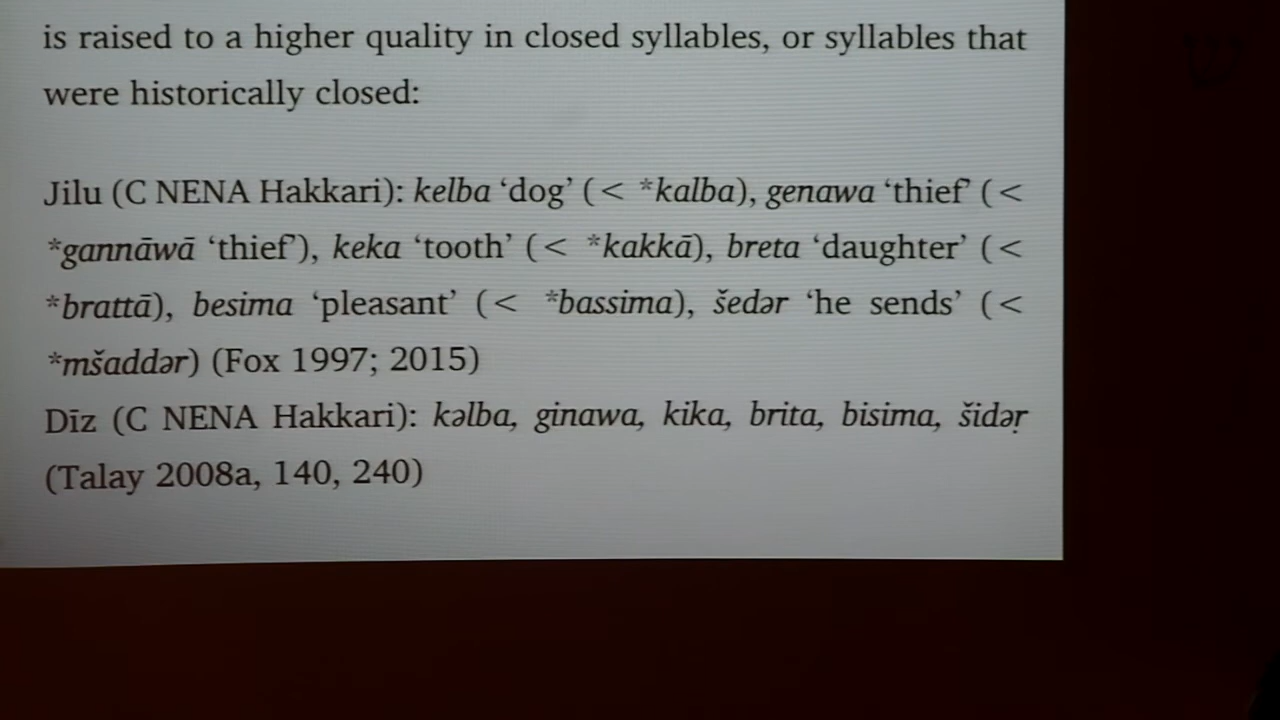 is raised to a higher quality in closed syllables, or syllables that
were historically closed:
Jilu (C NENA Hakkari): kelba ‘dog’ (< *kalba), genawa ‘thief’ (<
*gannāwā ‘thief’), keka ‘tooth’ (< *kakkā), breta ‘daughter’ (<
*brattā), besima ‘pleasant’ (< *bassima), šedər ‘he sends’ (<
*mšaddər) (Fox 1997; 2015)
Dīz (C NENA Hakkari): kəlba, ginawa, kika, brita, bisima, šidəṛ
(Talay 2008a, 140, 240)